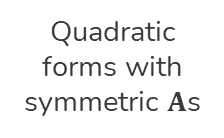 Quadratic
forms with
symmetric As